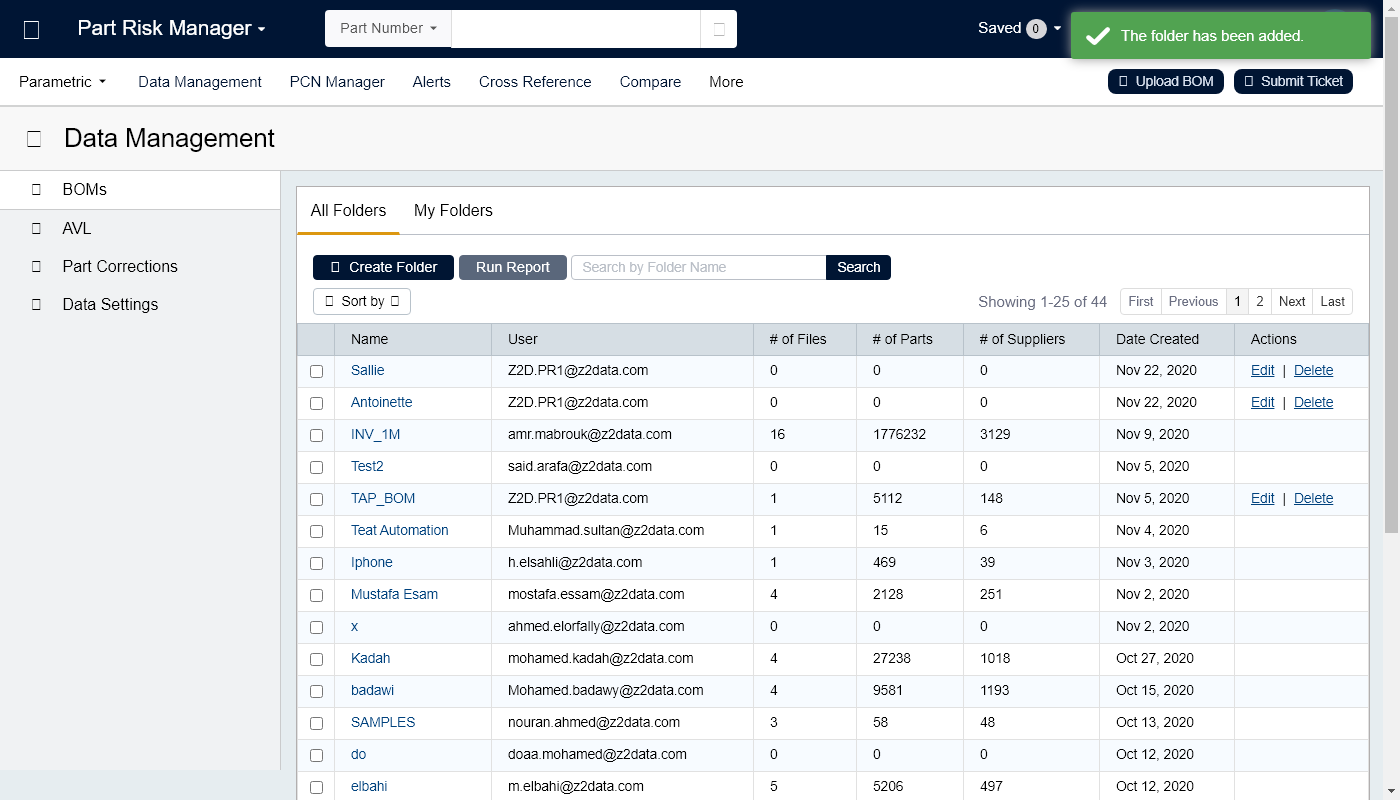 Part Risk Manager
Part Number
Saved 0
The folder has been added.
Parametric Data Management PCN Manager Alerts Cross Reference Compare More
Upload BOM Submit Ticket
Data Management
BOMs
AVL
Part Corrections
Data Settings
All Folders My Folders
Create Folder Run Report Search by Folder Name Search
Sort by Showing 1-25 of 44 First Previous 1 2 Next Last
Name User # of Files # of Parts # of Suppliers Date Created Actions
Sallie Z2D.PR1@z2data.com 0 0 0 Nov 22, 2020 Edit | Delete
Antoinette Z2D.PR1@z2data.com 0 0 0 Nov 22, 2020 Edit | Delete
INV_1M amr.mabrouk@z2data.com 16 1776232 3129 Nov 9, 2020
Test2 said.arafa@z2data.com 0 0 0 Nov 5, 2020
TAP_BOM Z2D.PR1@z2data.com 1 5112 148 Nov 5, 2020 Edit | Delete
Teat Automation Muhammad.sultan@z2data.com 1 15 6 Nov 4, 2020
Iphone h.elsahli@z2data.com 1 469 39 Nov 3, 2020
Mustafa Esam mostafa.essam@z2data.com 4 2128 251 Nov 2, 2020
x ahmed.elorfally@z2data.com 0 0 0 Nov 2, 2020
Kadah mohamed.kadah@z2data.com 4 27238 1018 Oct 27, 2020
badawi Mohamed.badawy@z2data.com 4 9581 1193 Oct 15, 2020
SAMPLES nouran.ahmed@z2data.com 3 58 48 Oct 13, 2020
do doaa.mohamed@z2data.com 0 0 0 Oct 12, 2020
elbahi m.elbahi@z2data.com 5 5206 497 Oct 12, 2020